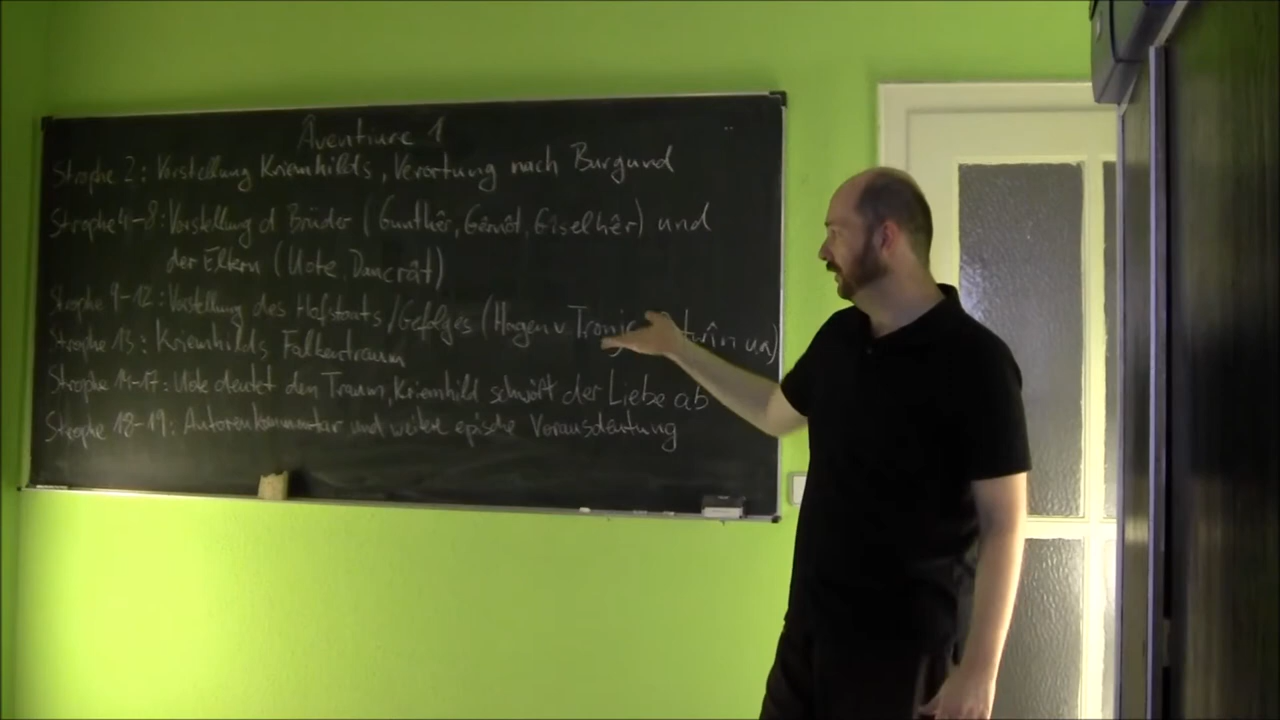 Âventiure 1
Strophe 2: Vorstellung Kriemhilds, Verortung nach Burgund
Strophe 4-8: Vorstellung d Brüder (Gunthêr, Gêrnôt, Gîselhêr) und
der Eltern (Uote, Dancrât)
Strophe 9-12: Vorstellung des Hofstaats/Gefolges (Hagen v. Tronje u.a)
Strophe 13: Kriemhilds Falkentraum
Strophe 14-17: Uote deutet den Traum, Kriemhild schwört der Liebe ab
Strophe 18-19: Autorenkommentar und weitere epische Vorausdeutung